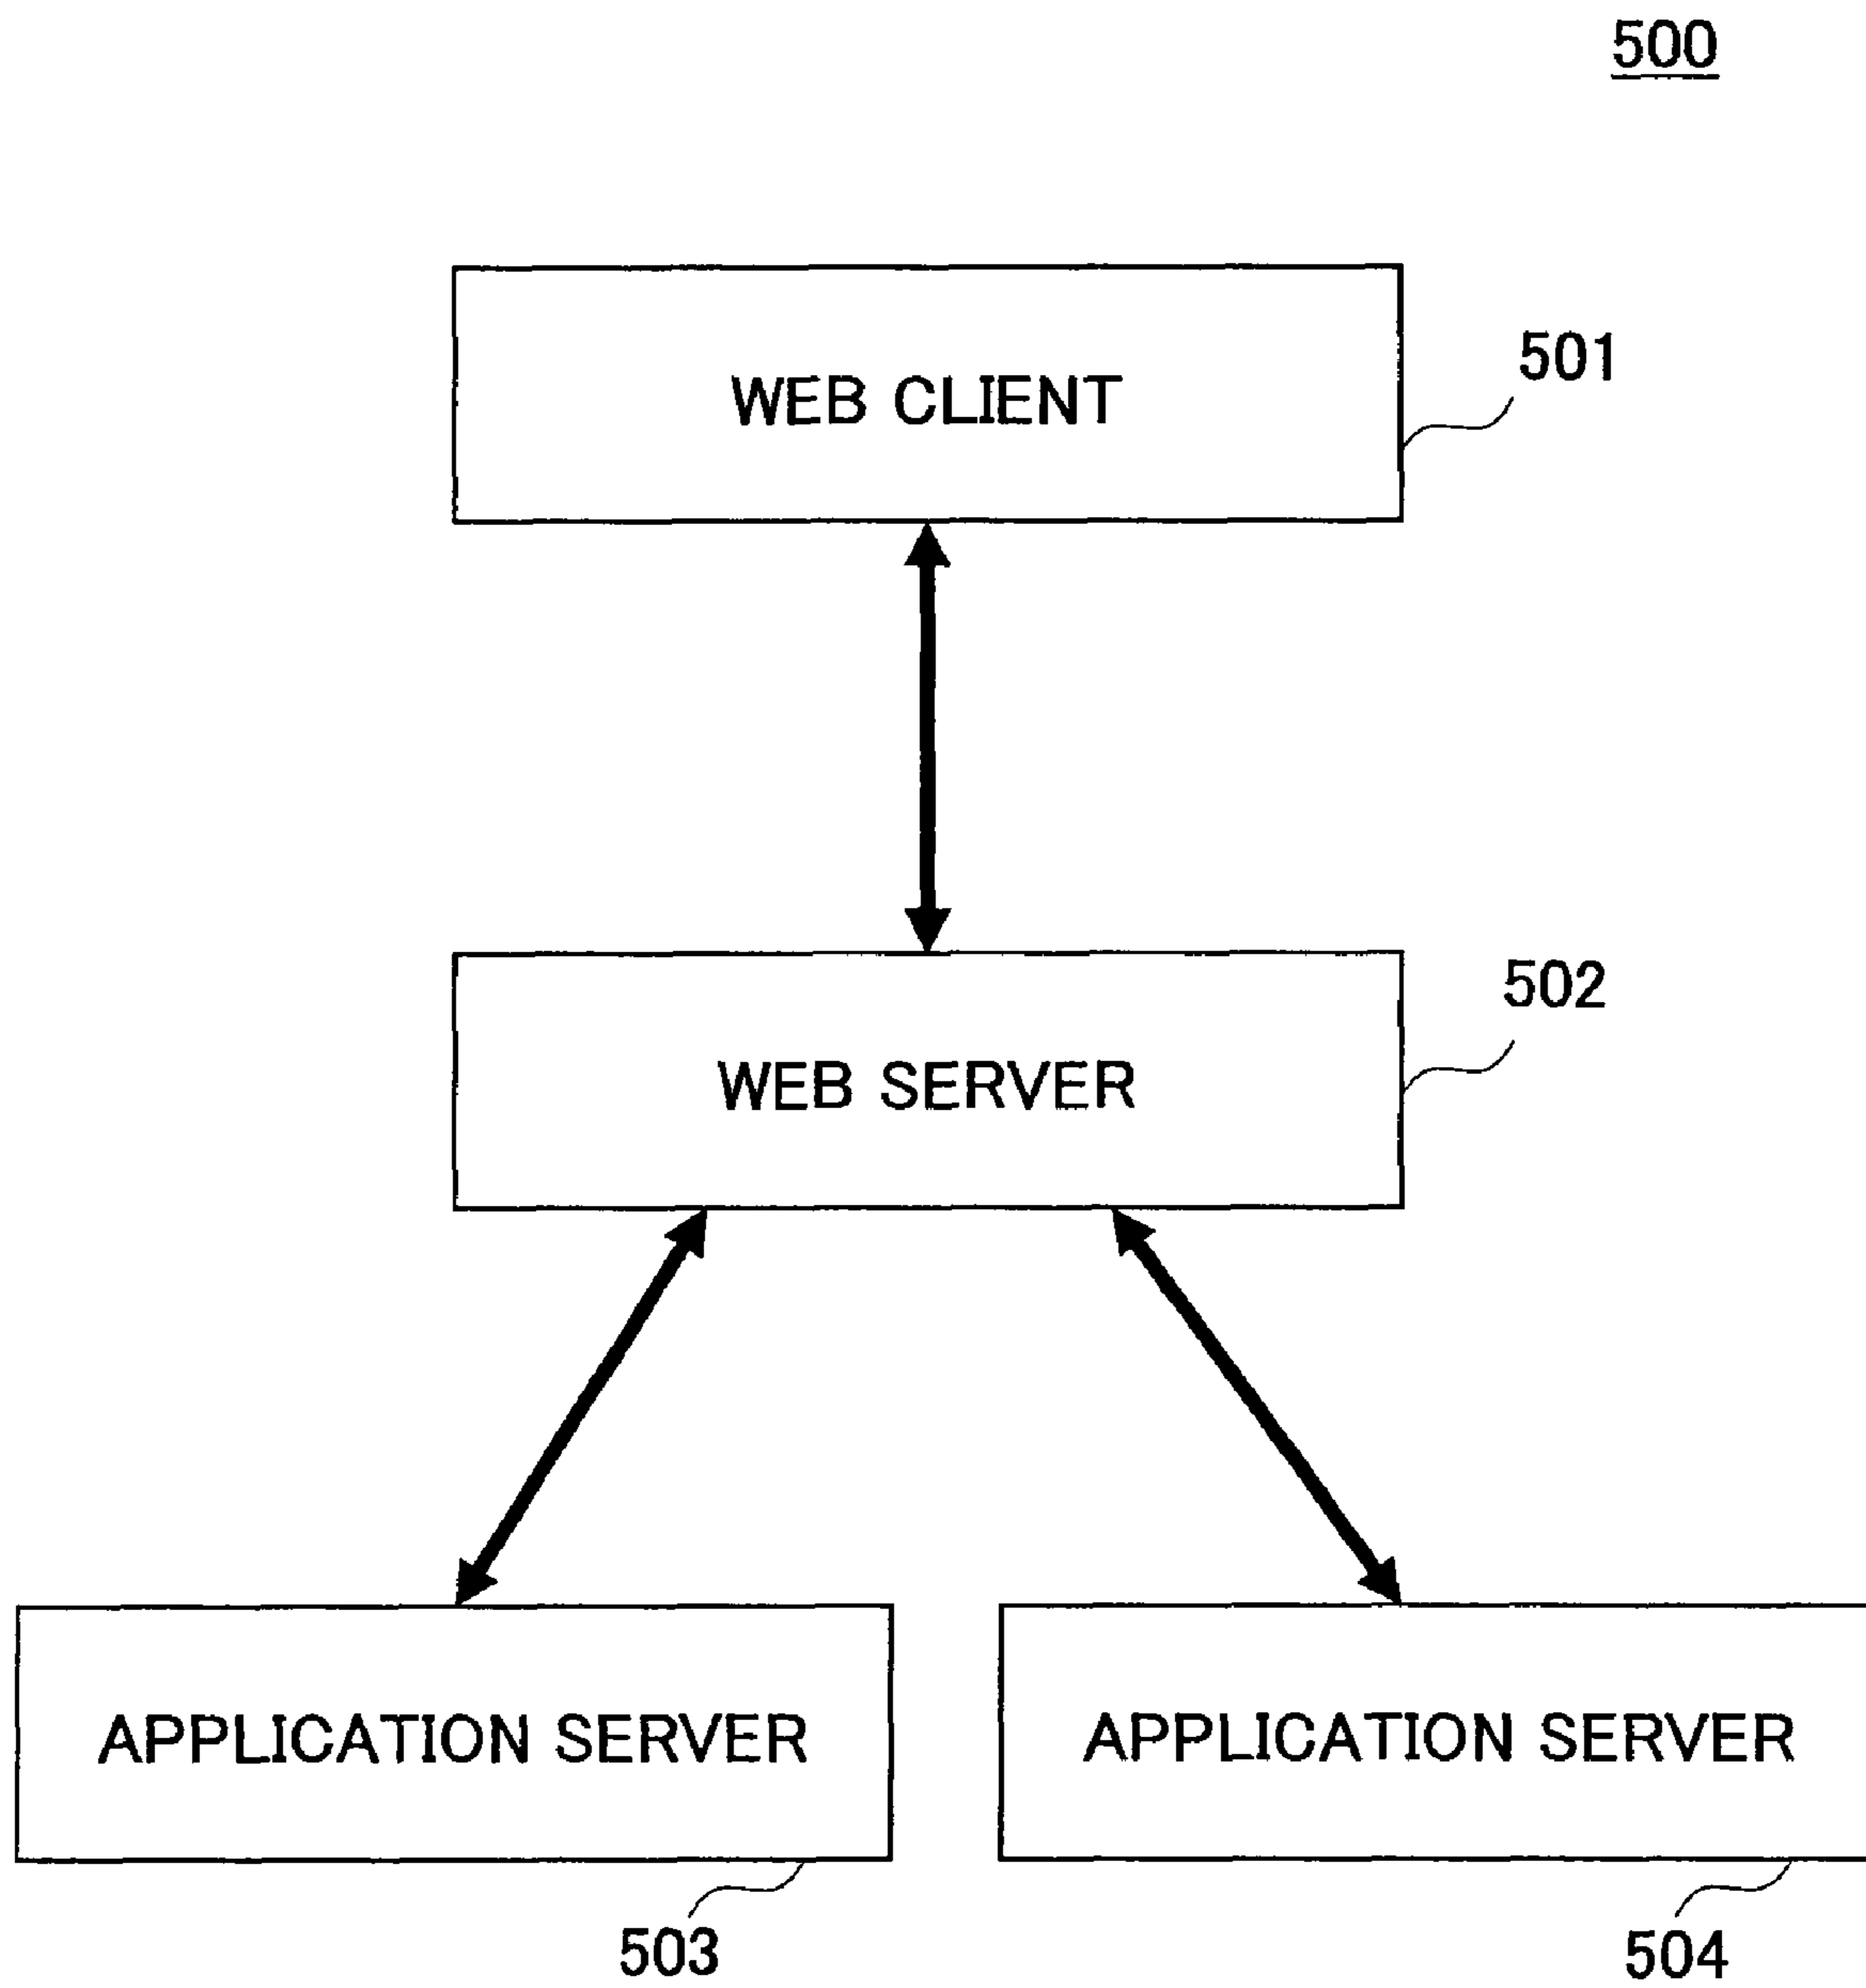 500
WEB CLIENT
501
WEB SERVER
502
APPLICATION SERVER
APPLICATION SERVER
503
504